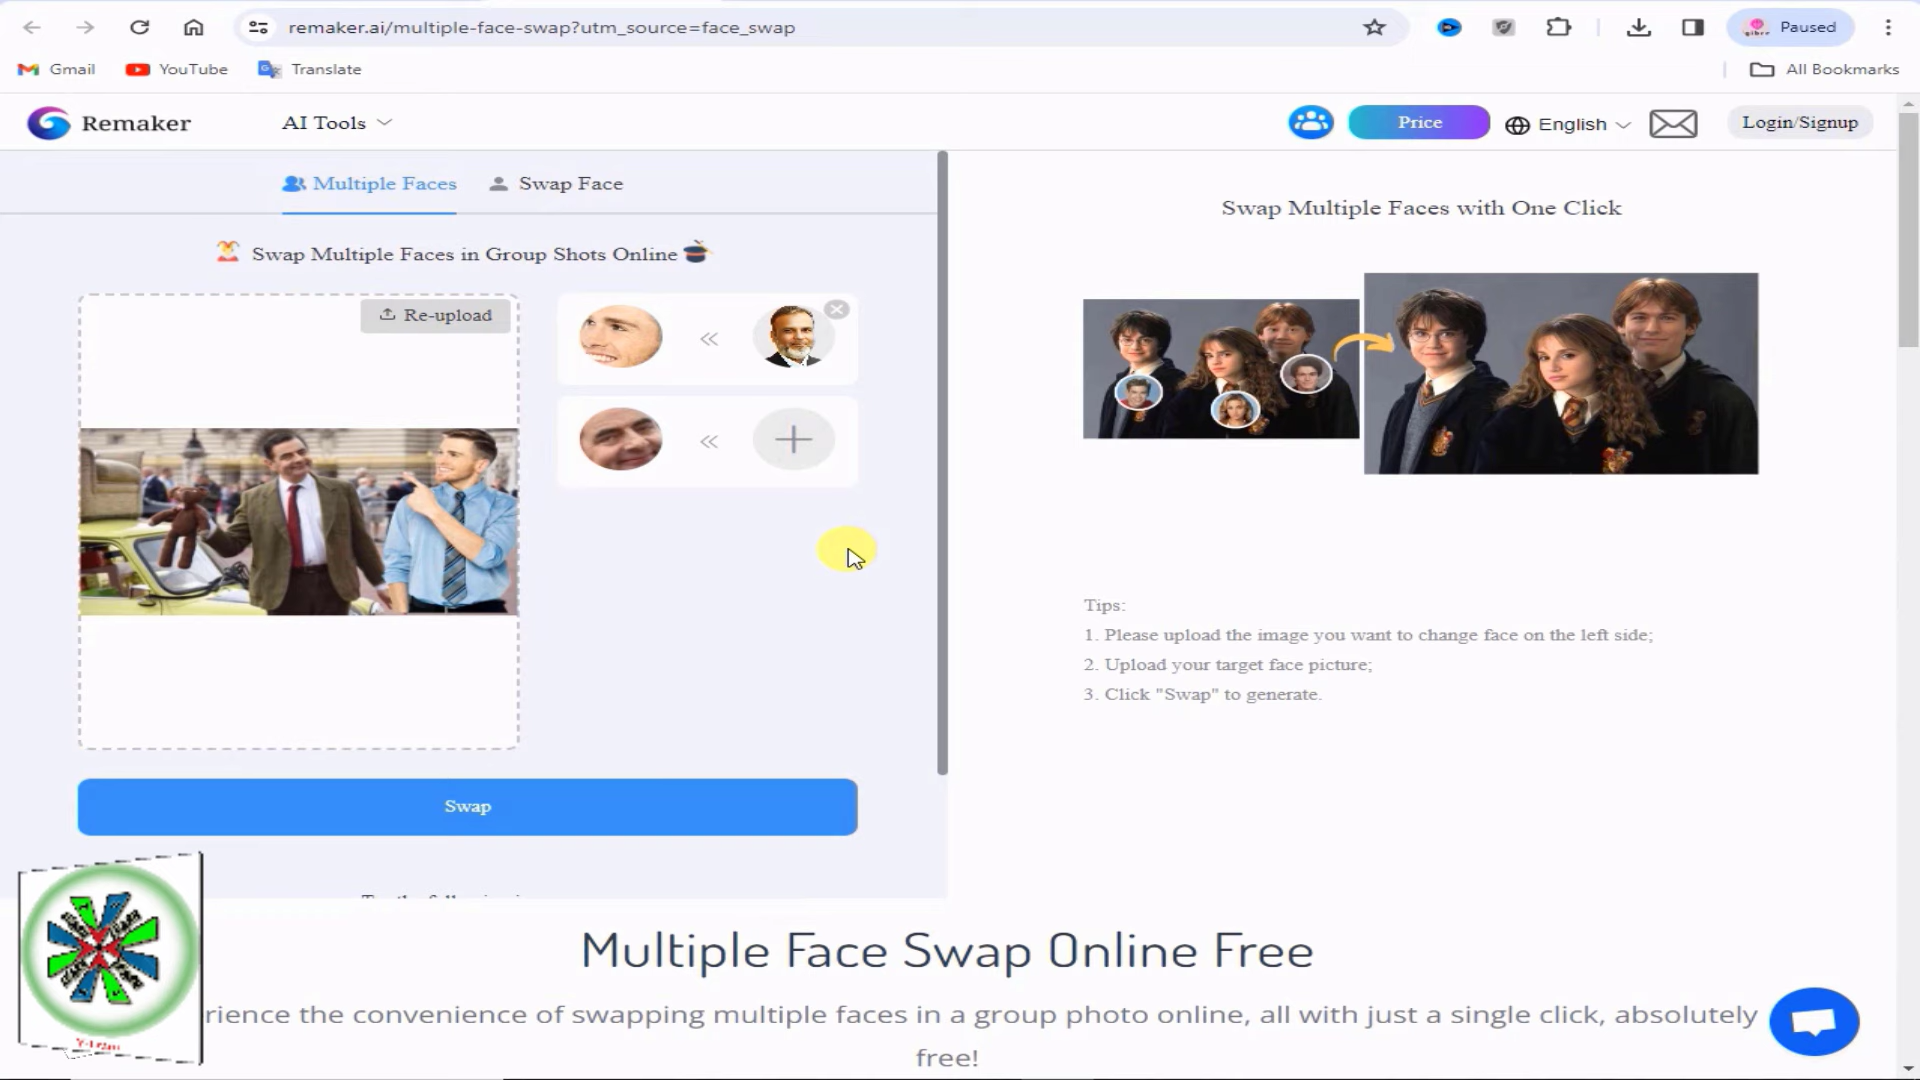 remaker.ai/multiple-face-swap?utm_source=face_swap
Paused
Gmail
YouTube
Translate
All Bookmarks
Remaker
AI Tools
Price
English
Login/Signup
Multiple Faces
Swap Face
Swap Multiple Faces in Group Shots Online
Re-upload
Swap
Swap Multiple Faces with One Click
Tips:
1. Please upload the image you want to change face on the left side;
2. Upload your target face picture;
3. Click "Swap" to generate.
Multiple Face Swap Online Free
rience the convenience of swapping multiple faces in a group photo online, all with just a single click, absolutely
free!